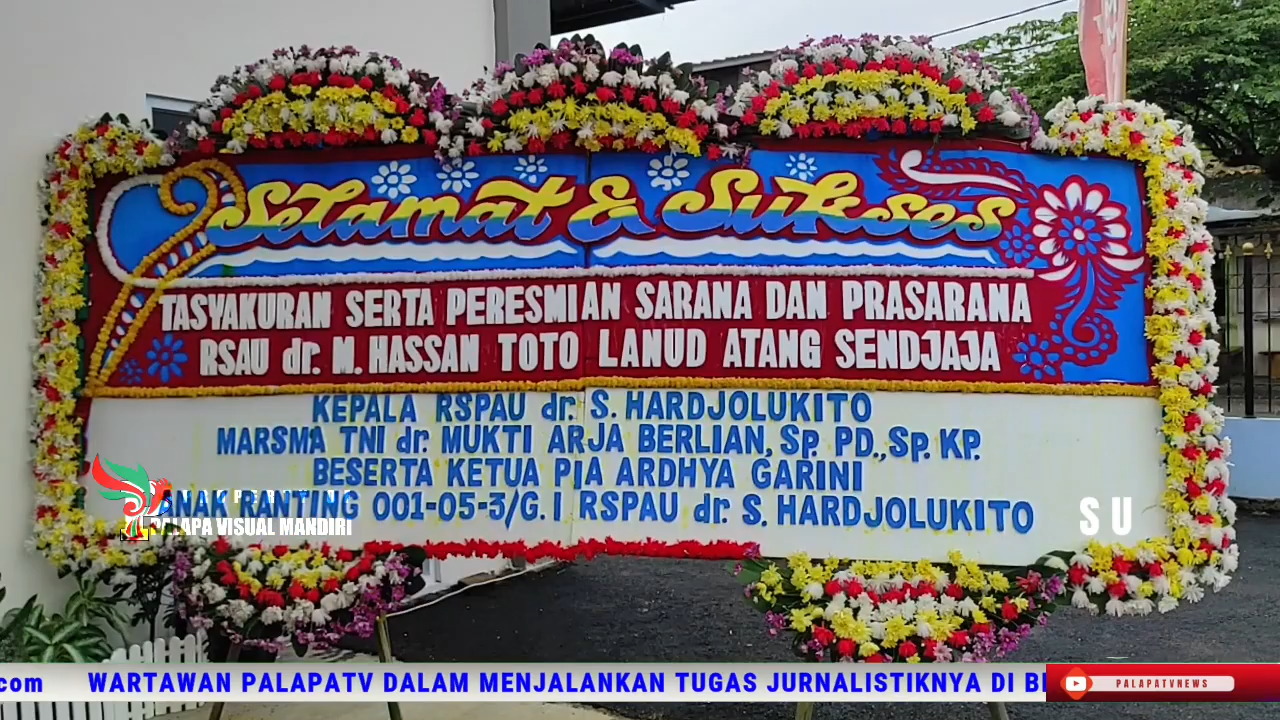 Selamat & Sukses
TASYAKURAN SERTA PERESMIAN SARANA DAN PRASARANA
RSAU dr. M. HASSAN TOTO LANUD ATANG SENDJAJA
KEPALA RSPAU dr. S. HARDJOLUKITO
MARSMA TNI dr. MUKTI ARJA BERLIAN, Sp. PD., Sp. KP.
BESERTA KETUA PIA ARDHYA GARINI
ANAK RANTING 001-05-3/G.I RSPAU dr. S. HARDJOLUKITO
PALAPA VISUAL MANDIRI
SU
com WARTAWAN PALAPATV DALAM MENJALANKAN TUGAS JURNALISTIKNYA DI
PALAPATVNEWS